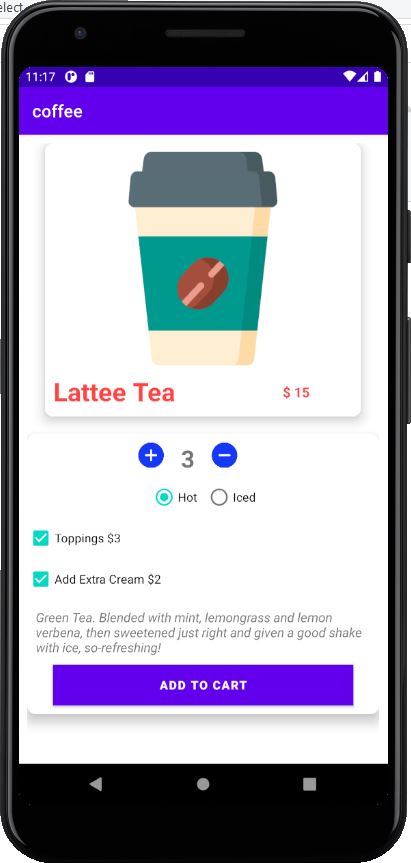 elect
11:17
coffee
Lattee Tea
$ 15
3
Hot
Iced
Toppings $3
Add Extra Cream $2
Green Tea. Blended with mint, lemongrass and lemon
verbena, then sweetened just right and given a good shake
with ice, so-refreshing!
ADD TO CART